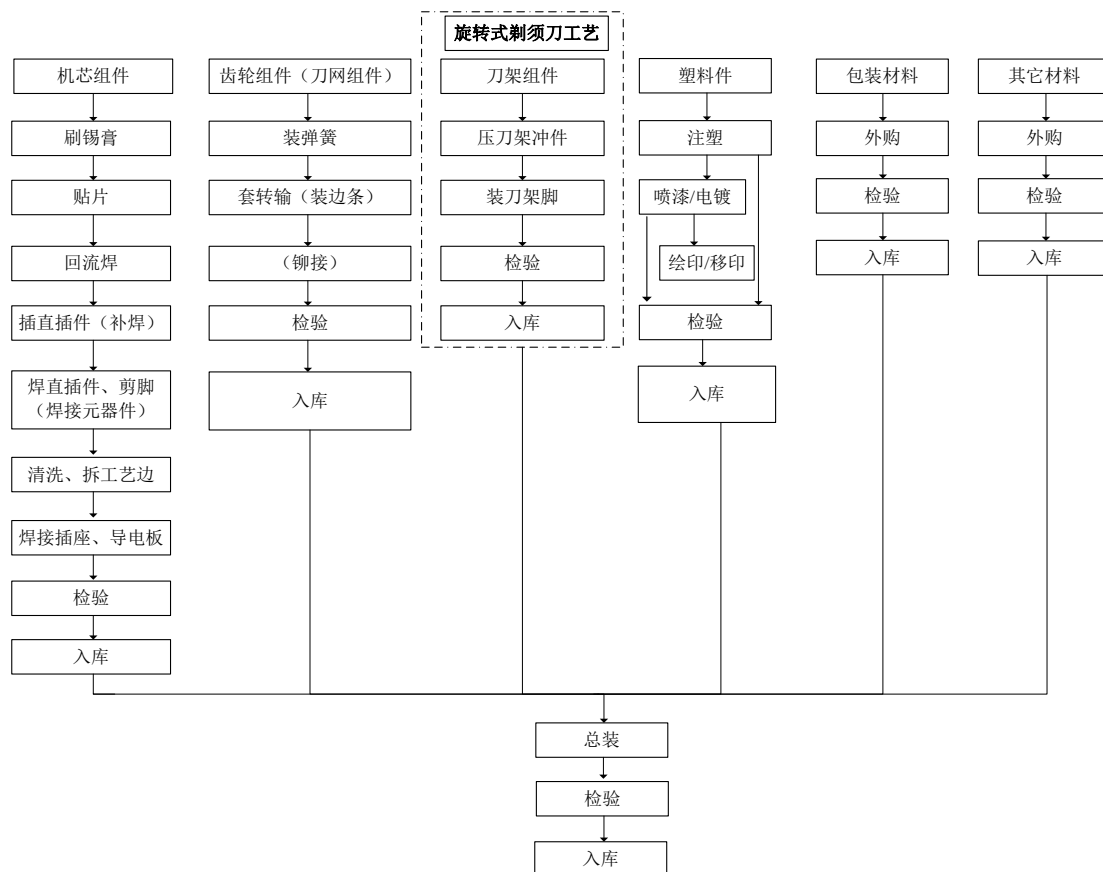 旋转式剃须刀工艺
机芯组件
刷锡膏
贴片
回流焊
插直插件（补焊）
焊直插件、剪脚
（焊接元器件）
清洗、拆工艺边
焊接插座、导电板
检验
入库
齿轮组件（刀网组件）
装弹簧
套转输（装边条）
（铆接）
检验
入库
刀架组件
压刀架冲件
装刀架脚
检验
入库
塑料件
注塑
喷漆/电镀
绘印/移印
检验
入库
包装材料
外购
检验
入库
其它材料
外购
检验
入库
总装
检验
入库